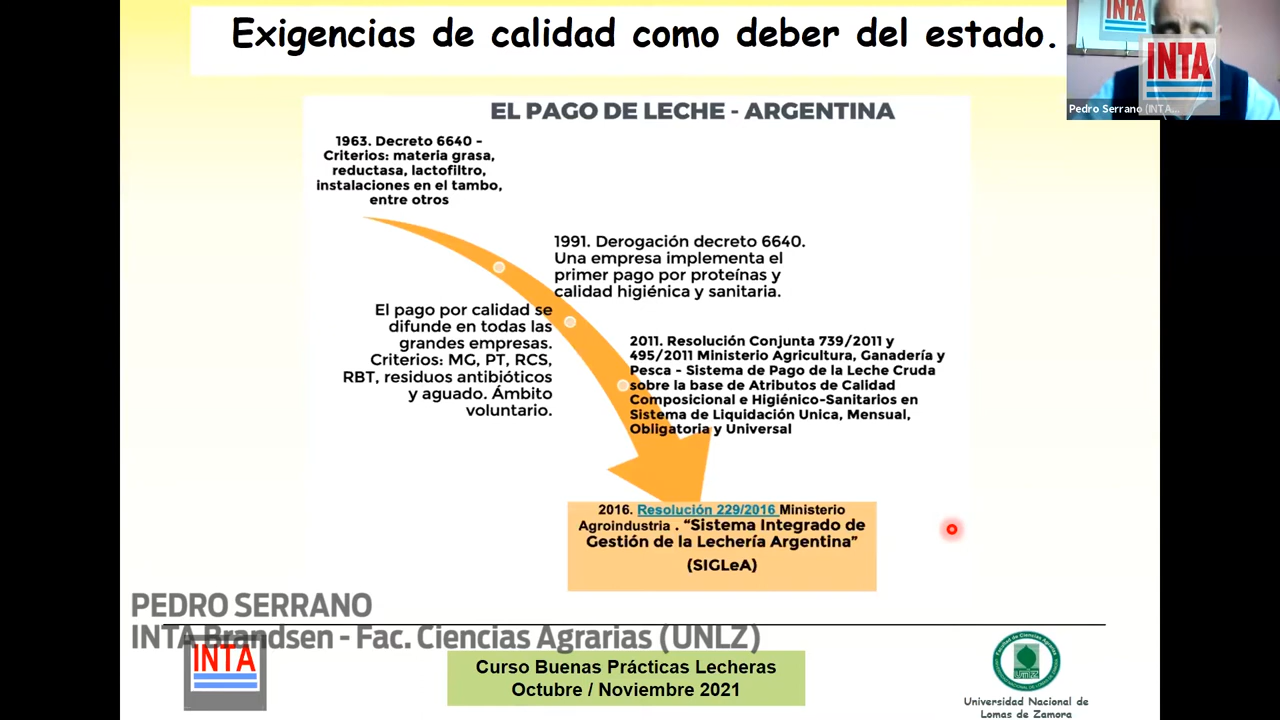 Exigencias de calidad como deber del estado.
INTA
INTA
Pedro Serrano (INTA...
EL PAGO DE LECHE - ARGENTINA
1963. Decreto 6640 -
Criterios: materia grasa,
reductasa, lactofiltro,
instalaciones en el tambo,
entre otros
1991. Derogación decreto 6640.
Una empresa implementa el
primer pago por proteínas y
calidad higiénica y sanitaria.
El pago por calidad se
difunde en todas las
grandes empresas.
Criterios: MG, PT, RCS,
RBT, residuos antibióticos
y aguado. Ámbito
voluntario.
2011. Resolución Conjunta 739/2011 y
495/2011 Ministerio Agricultura, Ganadería y
Pesca - Sistema de Pago de la Leche Cruda
sobre la base de Atributos de Calidad
Composicional e Higiénico-Sanitarios en
Sistema de Liquidación Unica, Mensual,
Obligatoria y Universal
2016. Resolución 229/2016 Ministerio
Agroindustria . “Sistema Integrado de
Gestión de la Lechería Argentina”
(SIGLeA)
PEDRO SERRANO
INTA Brandsen - Fac. Ciencias Agrarias (UNLZ)
INTA
Curso Buenas Prácticas Lecheras
Octubre / Noviembre 2021
Universidad Nacional de
Lomas de Zamora